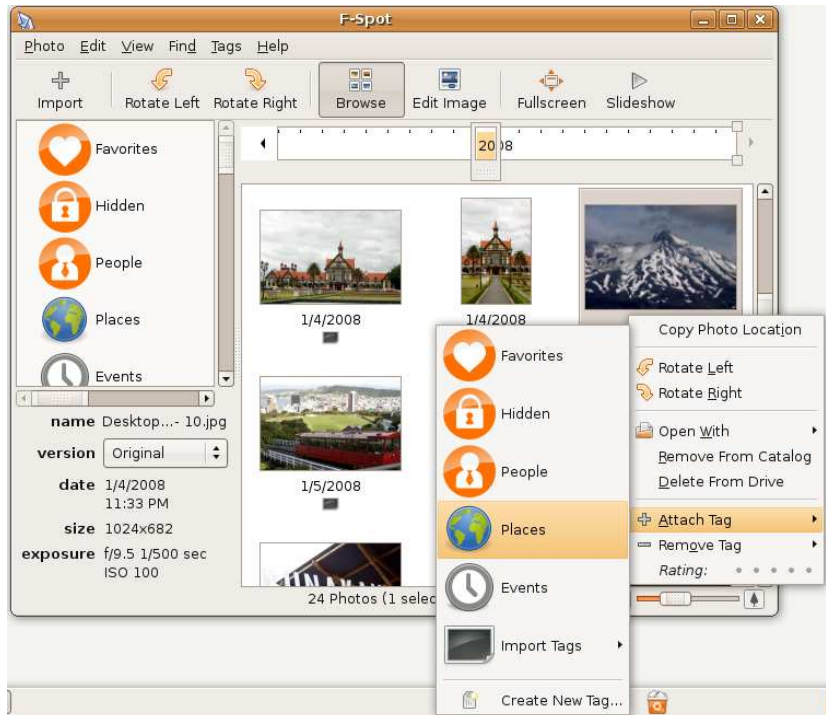 F-Spot
Photo Edit View Find Tags Help
Import Rotate Left Rotate Right Browse Edit Image Fullscreen Slideshow
Favorites
Hidden
People
Places
Events
name Desktop...- 10.jpg
version Original
date 1/4/2008
11:33 PM
size 1024x682
exposure f/9.5 1/500 sec
ISO 100
2008
1/4/2008
1/4/2008
1/5/2008
24 Photos (1 selec
Favorites
Hidden
People
Places
Events
Import Tags
Create New Tag...
Copy Photo Location
Rotate Left
Rotate Right
Open With
Remove From Catalog
Delete From Drive
Attach Tag
Remove Tag
Rating: